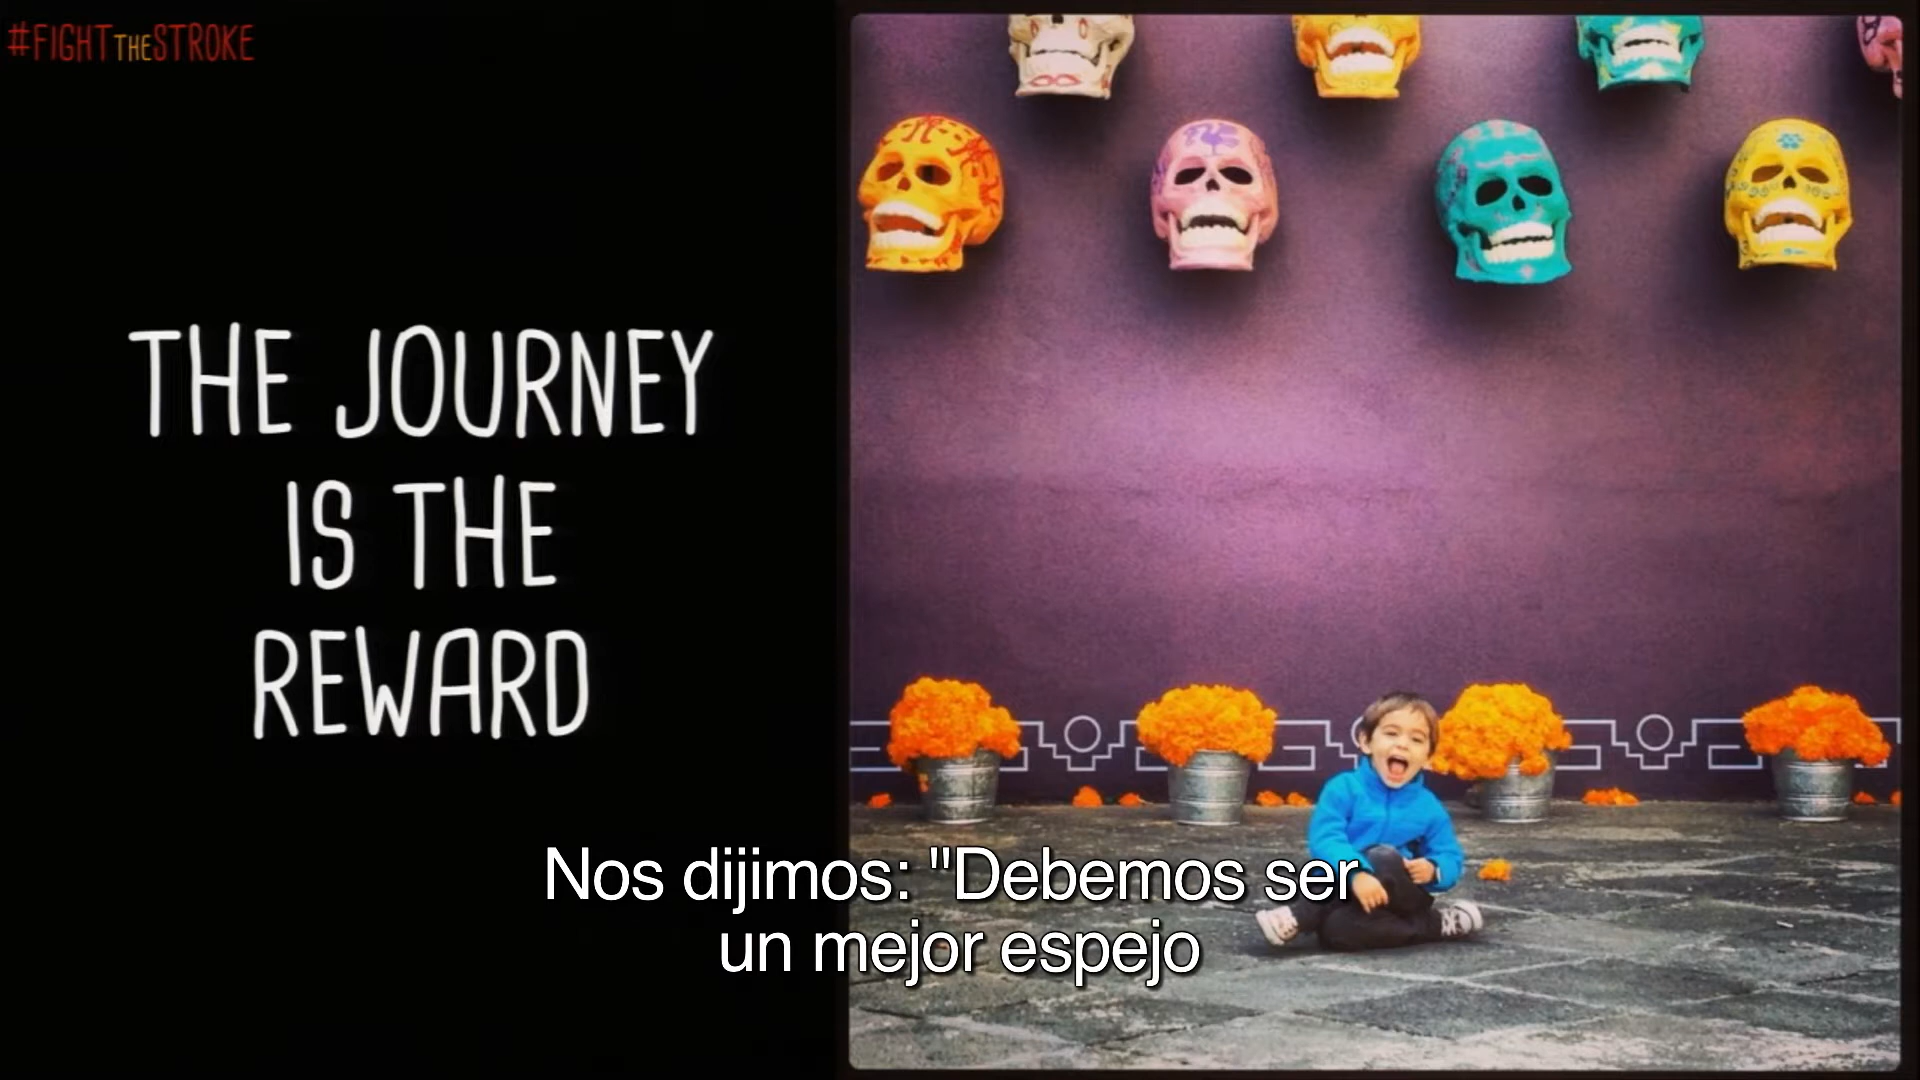 #FIGHTTHESTROKE
THE JOURNEY
IS THE
REWARD
Nos dijimos: "Debemos ser
un mejor espejo